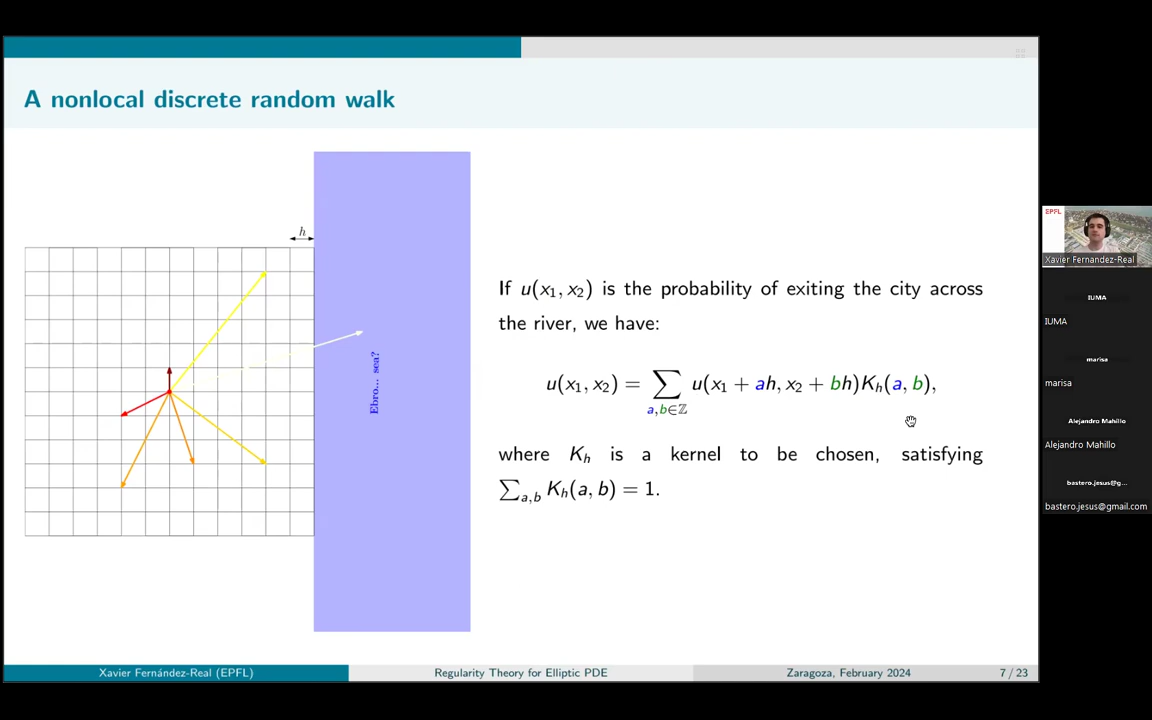 A nonlocal discrete random walk
h
Ebro... sea?
If u(x₁, x₂) is the probability of exiting the city across
the river, we have:
u(x₁, x₂) = ∑ u(x₁ + ah, x₂ + bh)Kₕ(a, b),
a,b∈ℤ
where Kₕ is a kernel to be chosen, satisfying
∑a,b Kₕ(a, b) = 1.
Xavier Fernández-Real (EPFL)
Regularity Theory for Elliptic PDE
Zaragoza, February 2024
7 / 23
EPFL
Xavier Fernandez-Real
IUMA
IUMA
marisa
marisa
Alejandro Mahillo
Alejandro Mahillo
bastero.jesus@g...
bastero.jesus@gmail.com